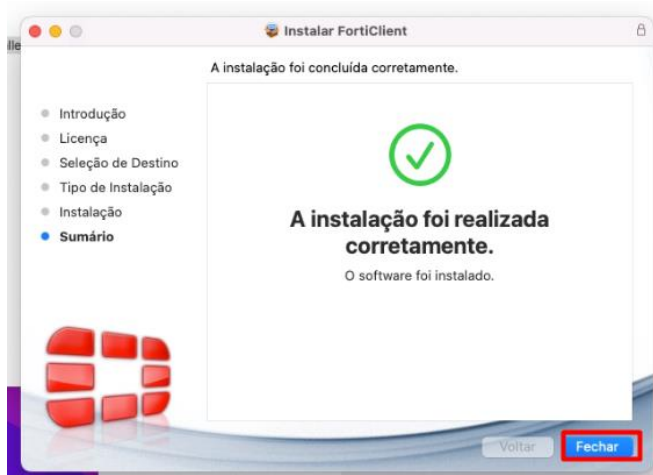 Instalar FortiClient
A instalação foi concluída corretamente.
Introdução
Licença
Seleção de Destino
Tipo de Instalação
Instalação
Sumário
A instalação foi realizada
corretamente.
O software foi instalado.
Voltar
Fechar